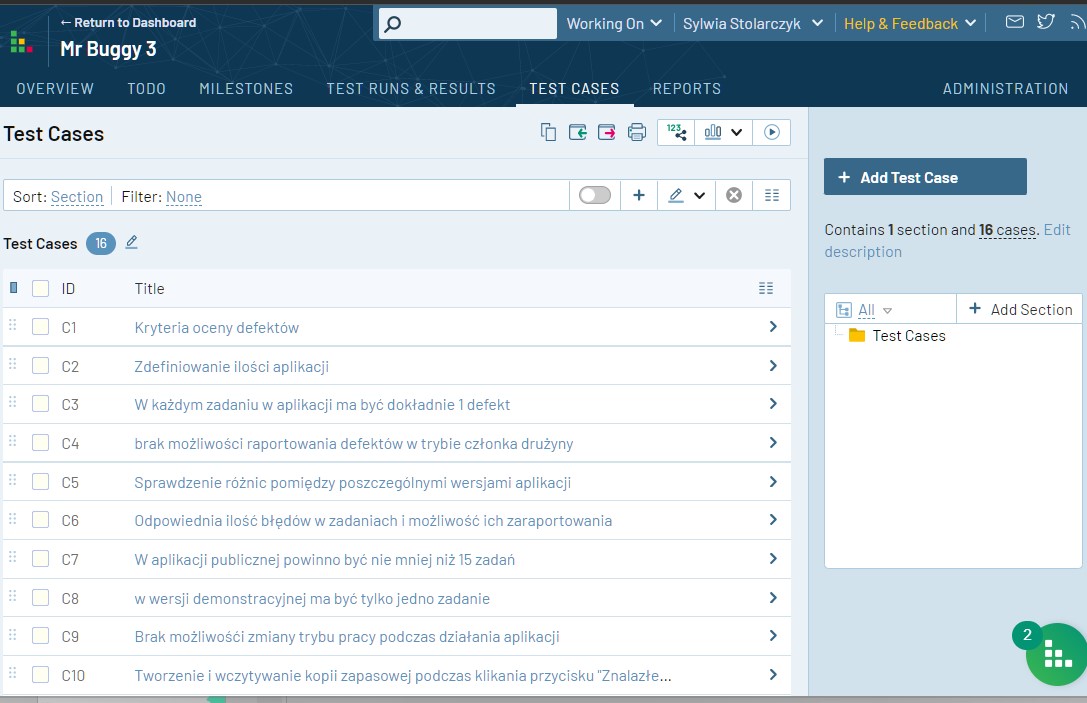 ← Return to Dashboard
Mr Buggy 3
Working On
Sylwia Stolarczyk
Help & Feedback
OVERVIEW TODO MILESTONES TEST RUNS & RESULTS TEST CASES REPORTS ADMINISTRATION
Test Cases
123
+ Add Test Case
Sort: Section Filter: None
Contains 1 section and 16 cases. Edit
description
Test Cases 16
ID Title
All
+ Add Section
Test Cases
C1 Kryteria oceny defektów
C2 Zdefiniowanie ilości aplikacji
C3 W każdym zadaniu w aplikacji ma być dokładnie 1 defekt
C4 brak możliwości raportowania defektów w trybie członka drużyny
C5 Sprawdzenie różnic pomiędzy poszczególnymi wersjami aplikacji
C6 Odpowiednia ilość błędów w zadaniach i możliwość ich zaraportowania
C7 W aplikacji publicznej powinno być nie mniej niż 15 zadań
C8 w wersji demonstracyjnej ma być tylko jedno zadanie
C9 Brak możliwośći zmiany trybu pracy podczas działania aplikacji
C10 Tworzenie i wczytywanie kopii zapasowej podczas klikania przycisku "Znalazłe...
2